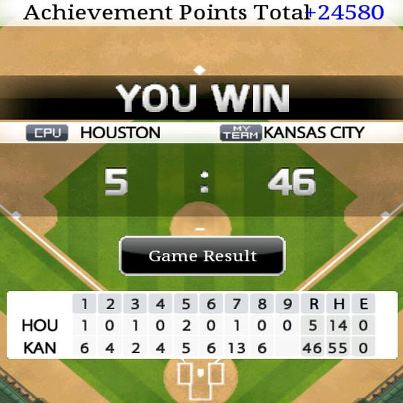 Achievement Points Total+24580
YOU WIN
CPU HOUSTON MY TEAM KANSAS CITY
5 : 46
Game Result
1 2 3 4 5 6 7 8 9 R H E
HOU 1 0 1 0 2 0 1 0 0 5 14 0
KAN 6 4 2 4 5 6 13 6 46 55 0